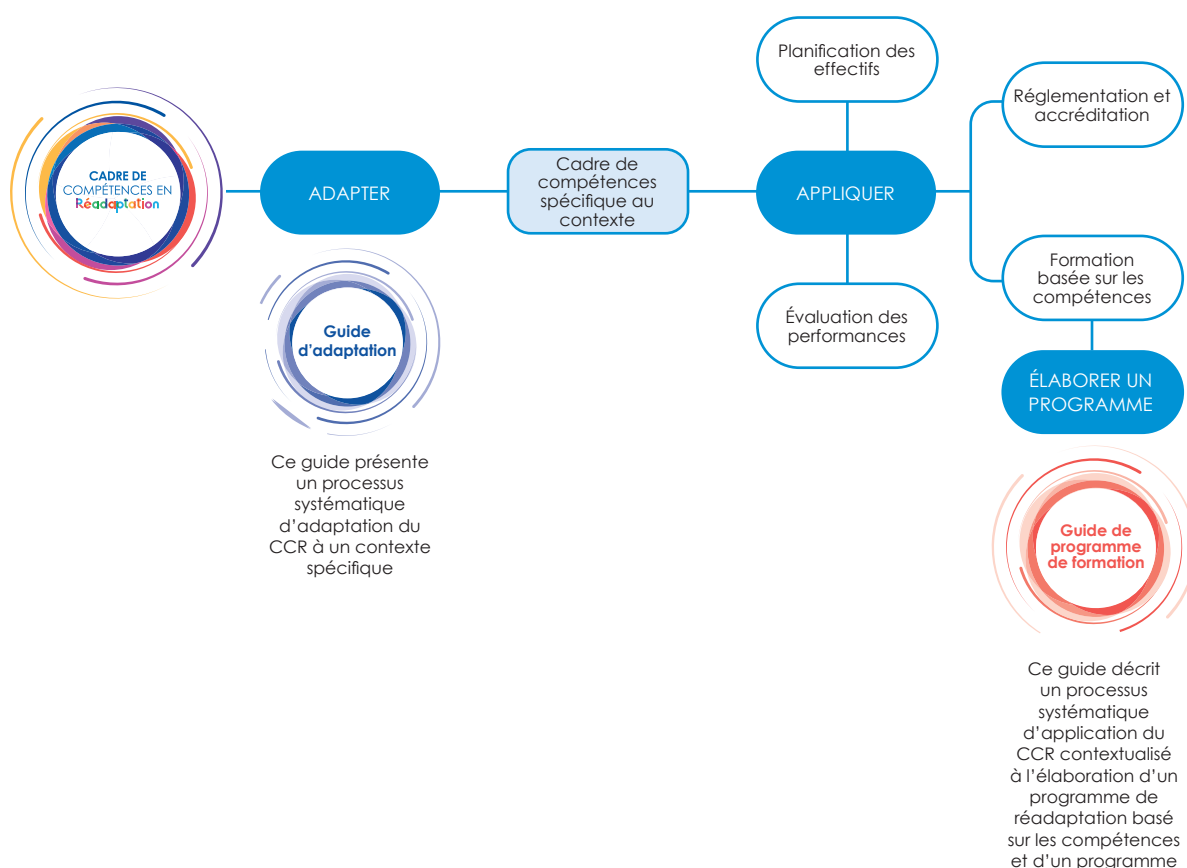 CADRE DE
COMPÉTENCES EN
Réadaptation
ADAPTER
Guide
d'adaptation
Ce guide présente
un processus
systématique
d'adaptation du
CCR à un contexte
spécifique
Cadre de
compétences
spécifique au
contexte
Planification des
effectifs
APPLIQUER
Évaluation des
performances
Réglementation et
accréditation
Formation
basée sur les
compétences
ÉLABORER UN
PROGRAMME
Guide de
programme
de formation
Ce guide décrit
un processus
systématique
d'application du
CCR contextualisé
à l'élaboration d'un
programme de
réadaptation basé
sur les compétences
et d'un programme